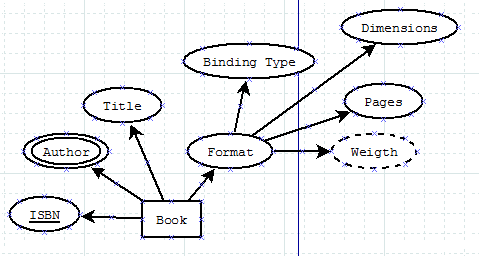 Dimensions
Binding Type
Title
Pages
Author
Format
Weigth
ISBN
Book